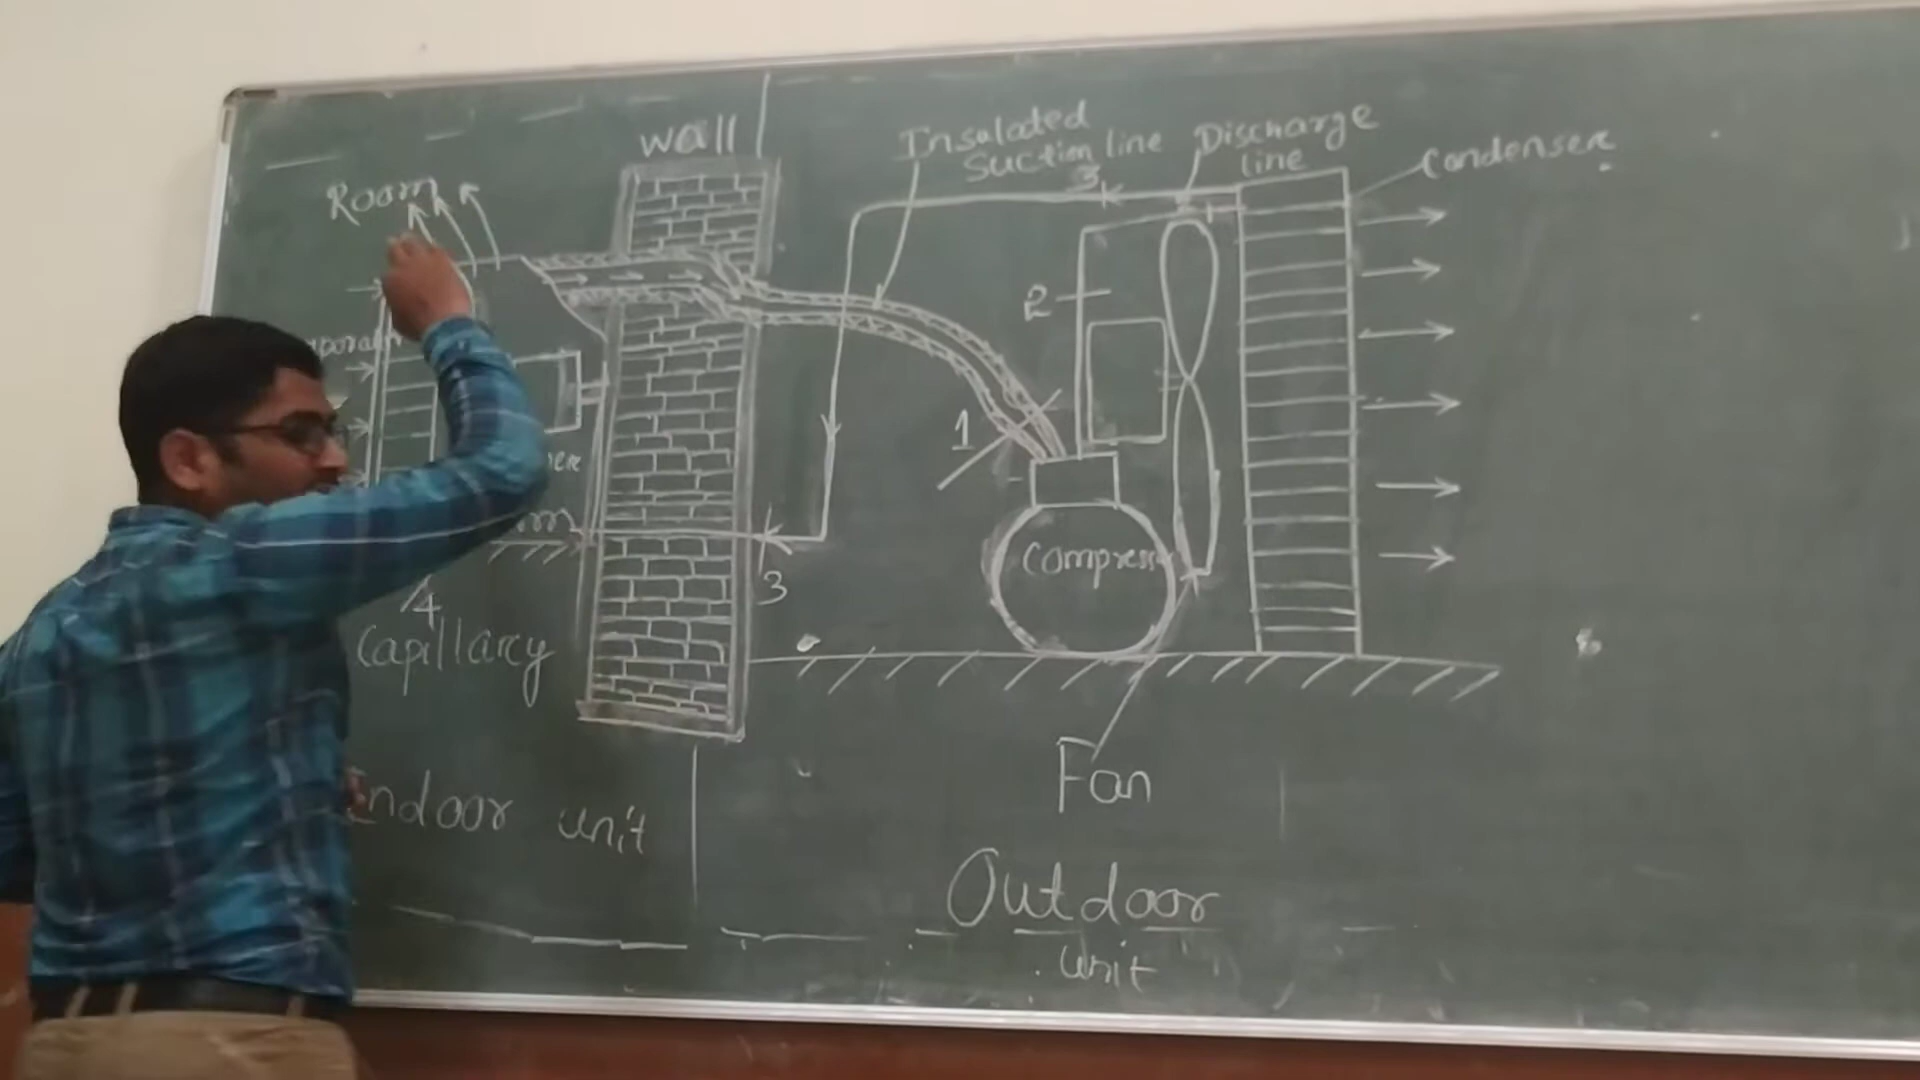 wall
Insulated
Suction line
Discharge
line
Condenser
Room
3
2
1
Compress
3
4
Capillary
Fan
Indoor unit
Outdoor
unit